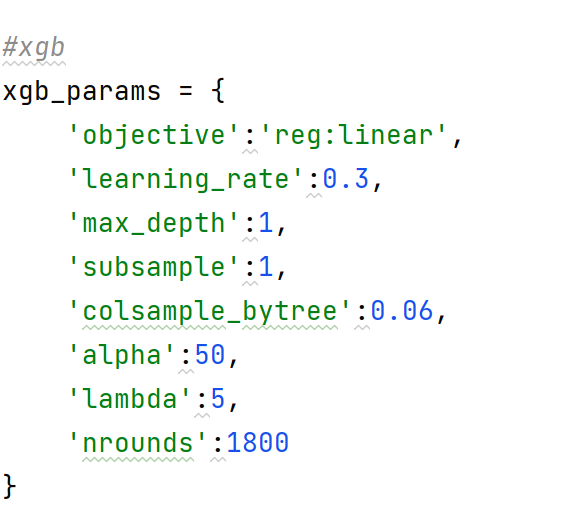 #xgb
xgb_params = {
    'objective':'reg:linear',
    'learning_rate':0.3,
    'max_depth':1,
    'subsample':1,
    'colsample_bytree':0.06,
    'alpha':50,
    'lambda':5,
    'nrounds':1800
}